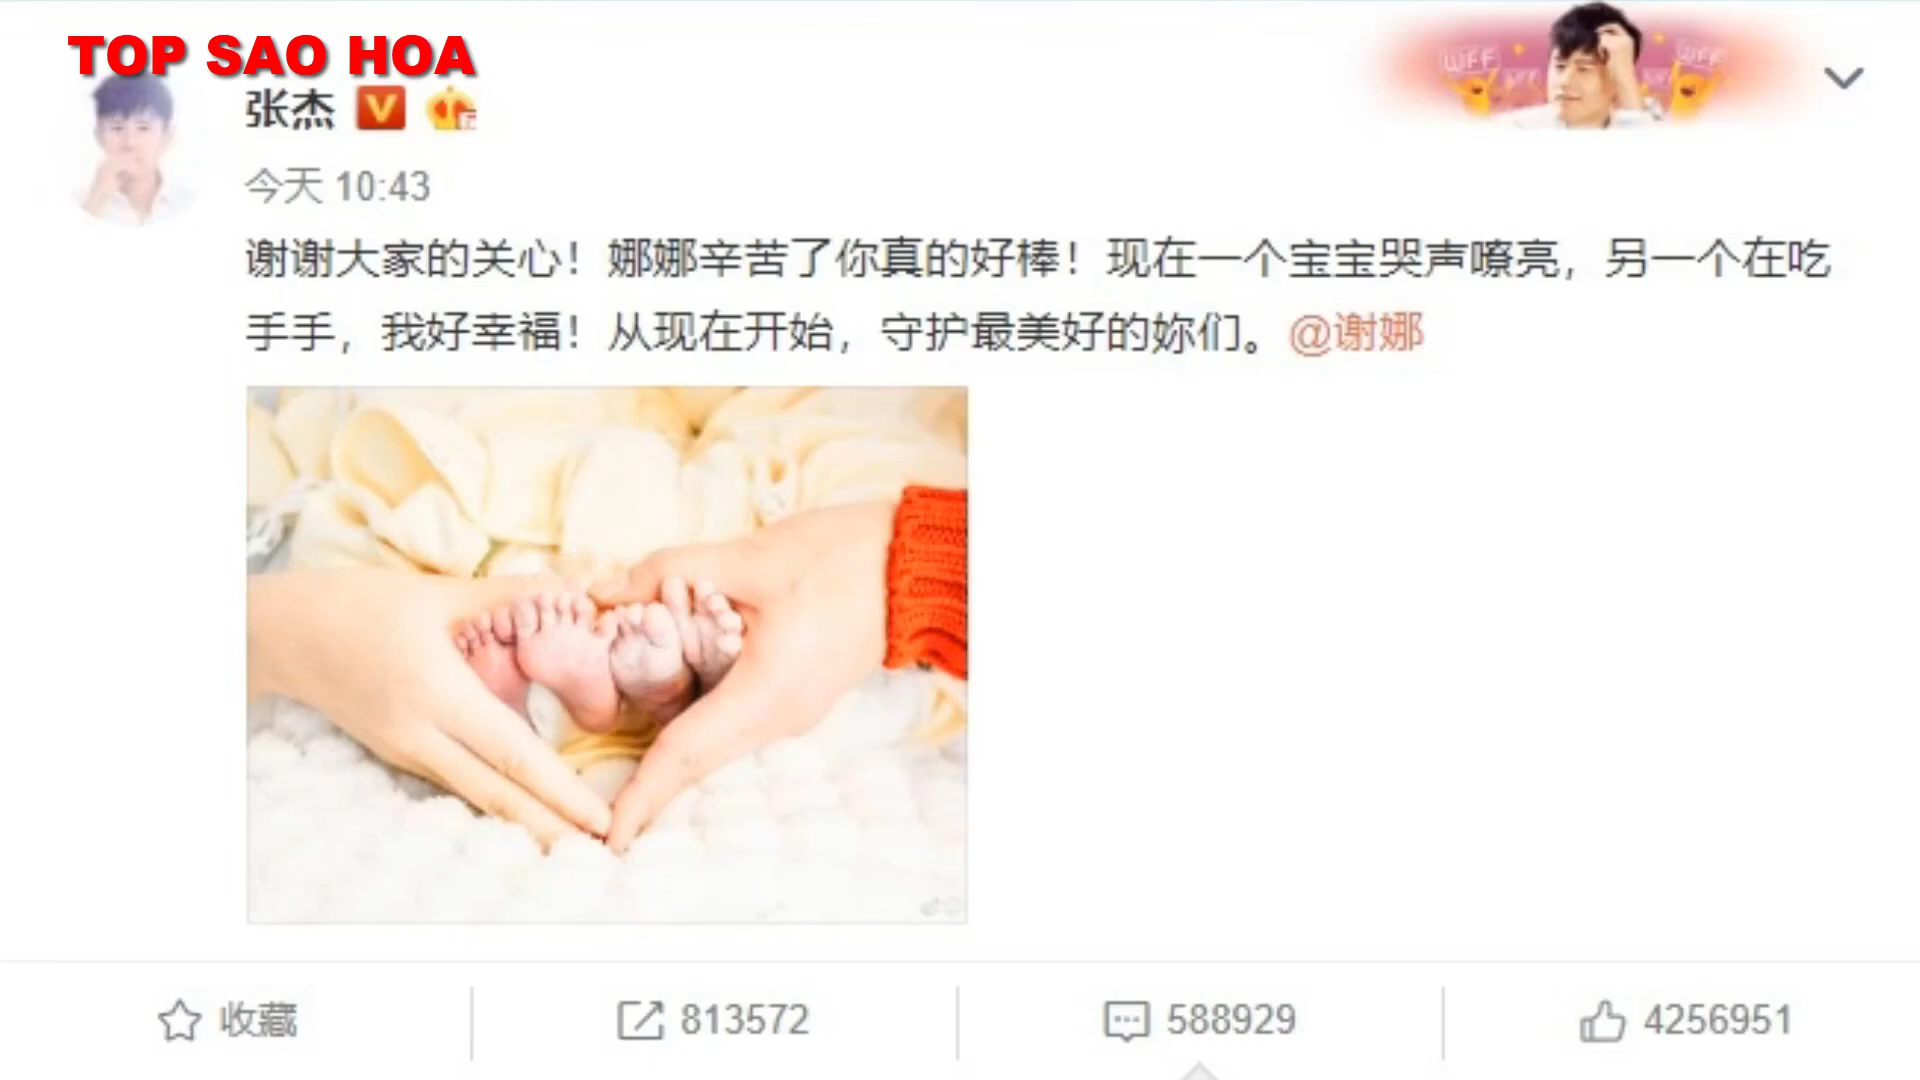 TOP SAO HOA
张杰
今天 10:43
谢谢大家的关心！娜娜辛苦了你真的好棒！现在一个宝宝哭声嘹亮，另一个在吃
手手，我好幸福！从现在开始，守护最美好的妳们。@谢娜
收藏 813572 588929 4256951